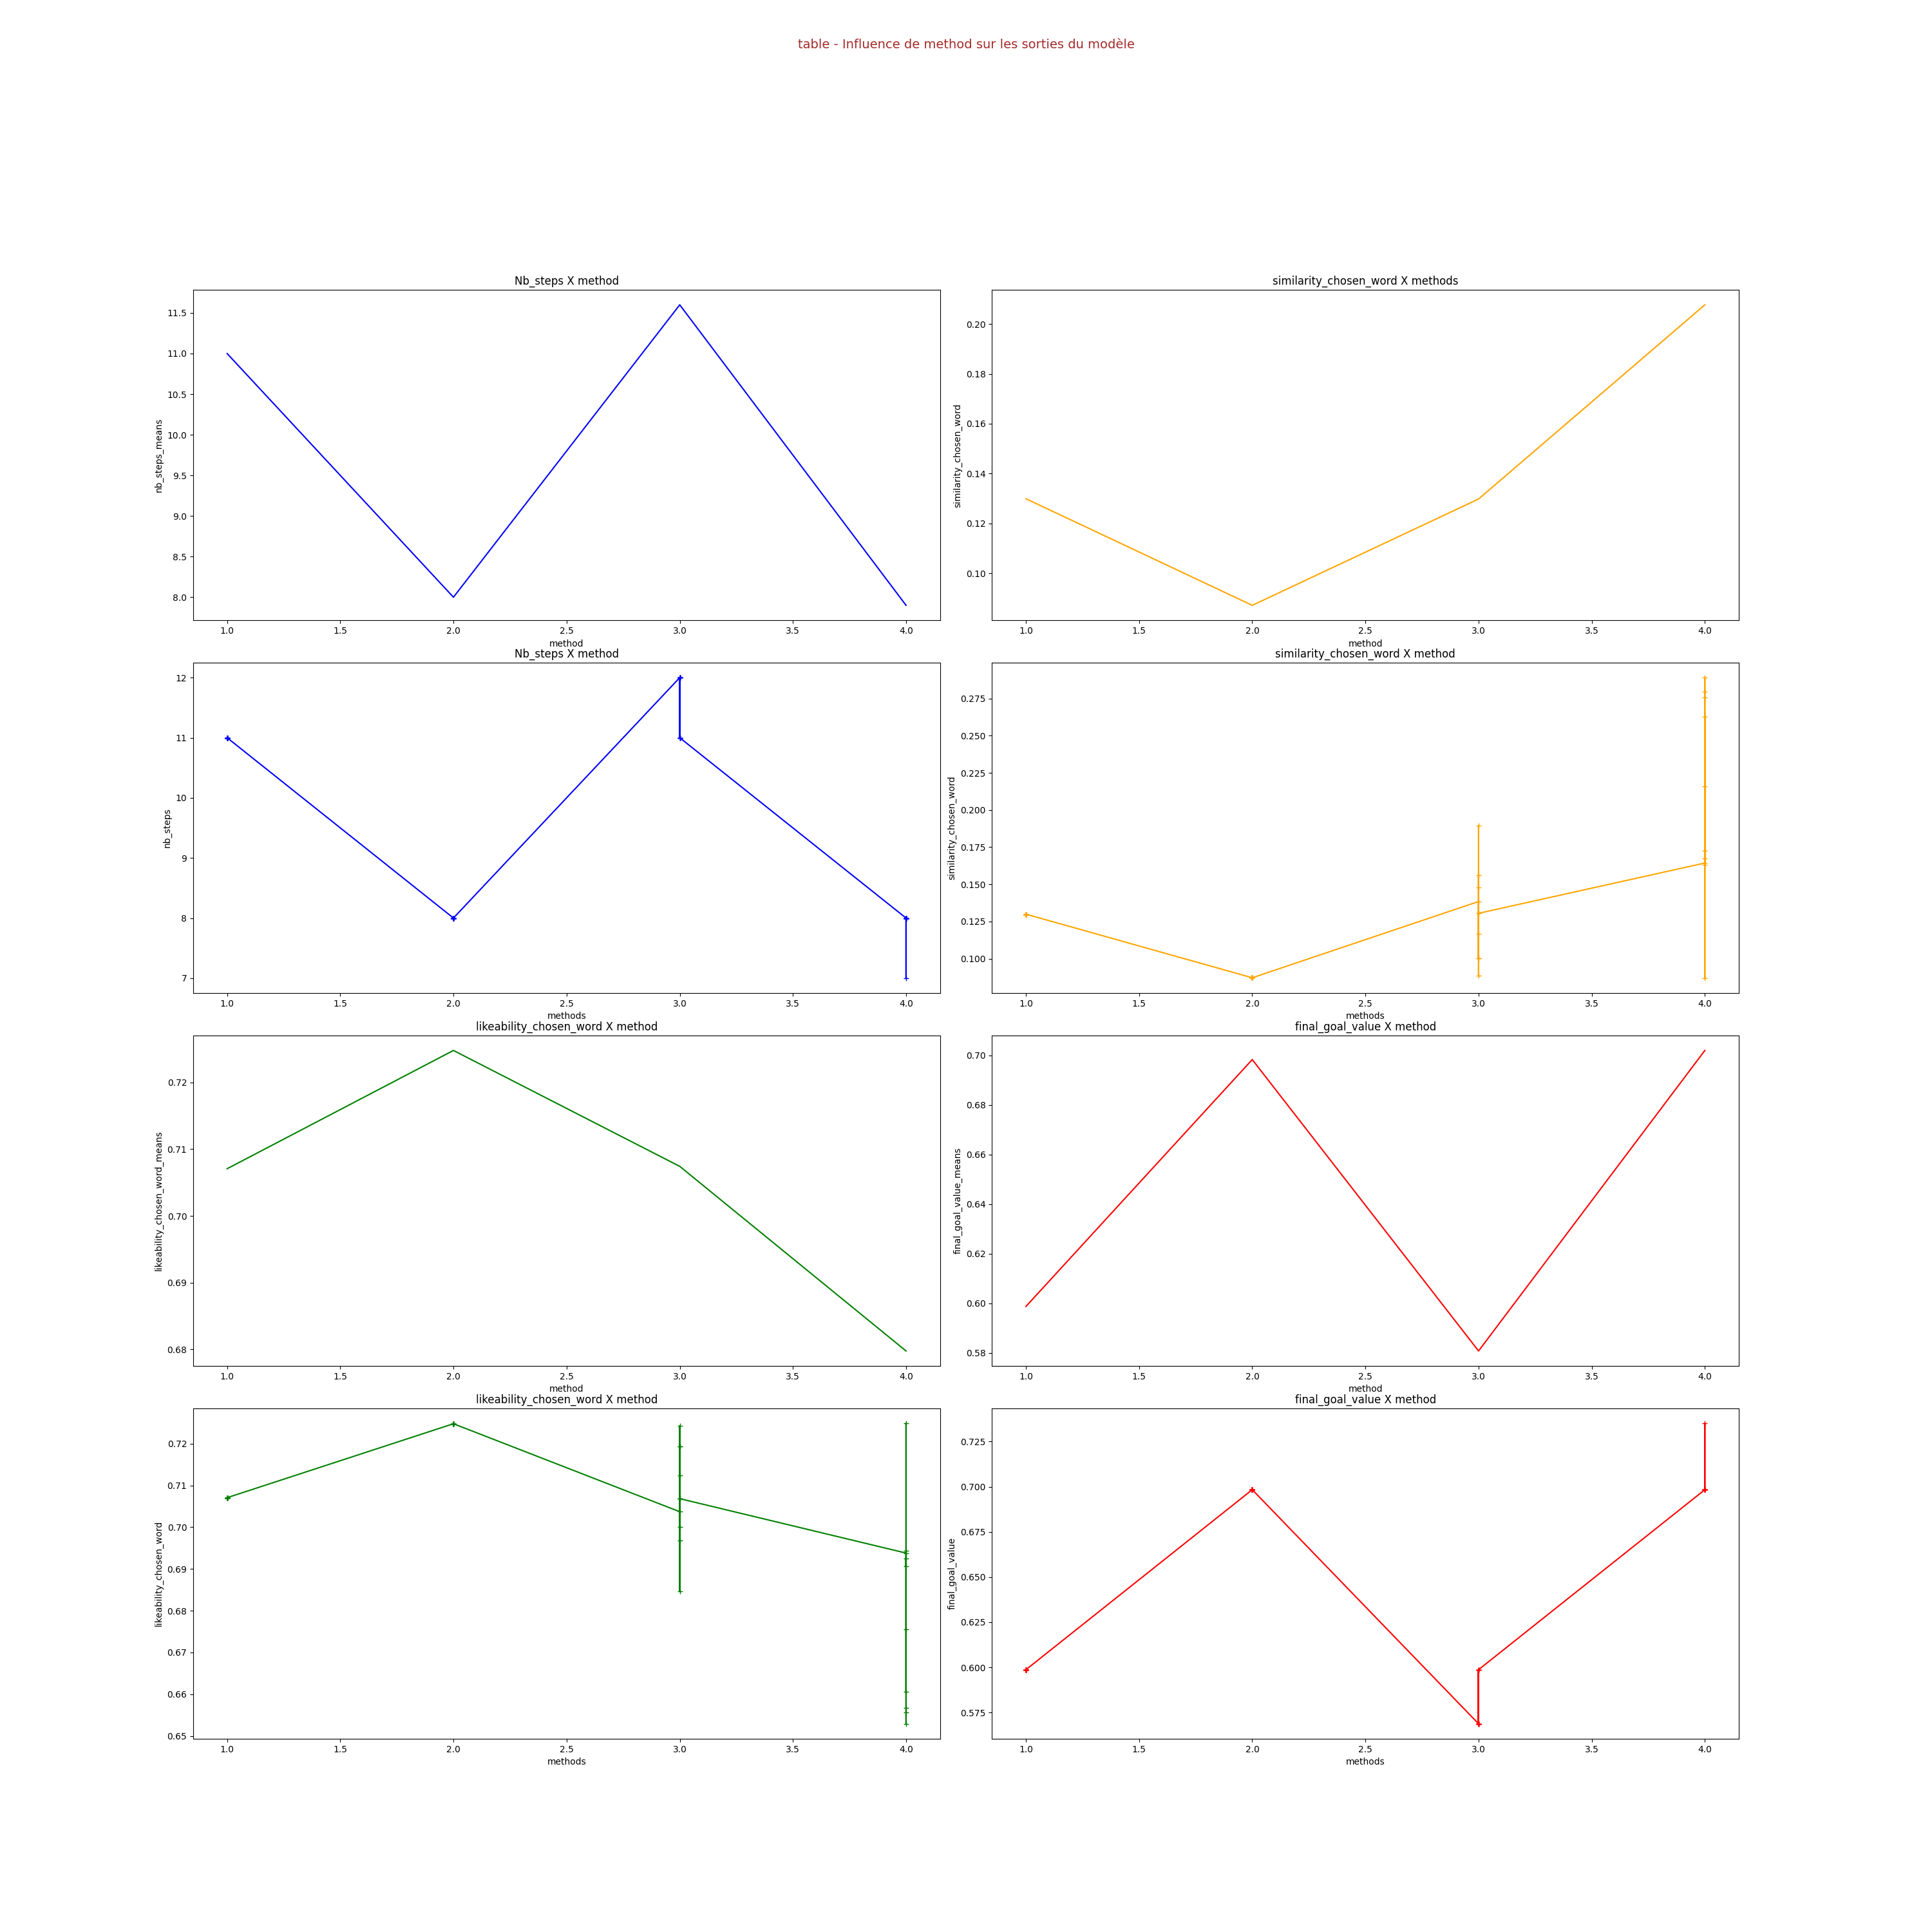 table - Influence de method sur les sorties du modèle
Nb_steps X method
11.5
11.0
10.5
10.0
9.5
9.0
8.5
8.0
nb_steps_means
1.0 1.5 2.0 2.5 3.0 3.5 4.0
method
similarity_chosen_word X methods
0.20
0.18
0.16
0.14
0.12
0.10
similarity_chosen_word
1.0 1.5 2.0 2.5 3.0 3.5 4.0
method
Nb_steps X method
12
11
10
9
8
7
nb_steps
1.0 1.5 2.0 2.5 3.0 3.5 4.0
methods
similarity_chosen_word X method
0.275
0.250
0.225
0.200
0.175
0.150
0.125
0.100
similarity_chosen_word
1.0 1.5 2.0 2.5 3.0 3.5 4.0
methods
likeability_chosen_word X method
0.72
0.71
0.70
0.69
0.68
likeability_chosen_word_means
1.0 1.5 2.0 2.5 3.0 3.5 4.0
method
final_goal_value X method
0.70
0.68
0.66
0.64
0.62
0.60
0.58
final_goal_value_means
1.0 1.5 2.0 2.5 3.0 3.5 4.0
method
likeability_chosen_word X method
0.72
0.71
0.70
0.69
0.68
0.67
0.66
0.65
likeability_chosen_word
1.0 1.5 2.0 2.5 3.0 3.5 4.0
methods
final_goal_value X method
0.725
0.700
0.675
0.650
0.625
0.600
0.575
final_goal_value
1.0 1.5 2.0 2.5 3.0 3.5 4.0
methods